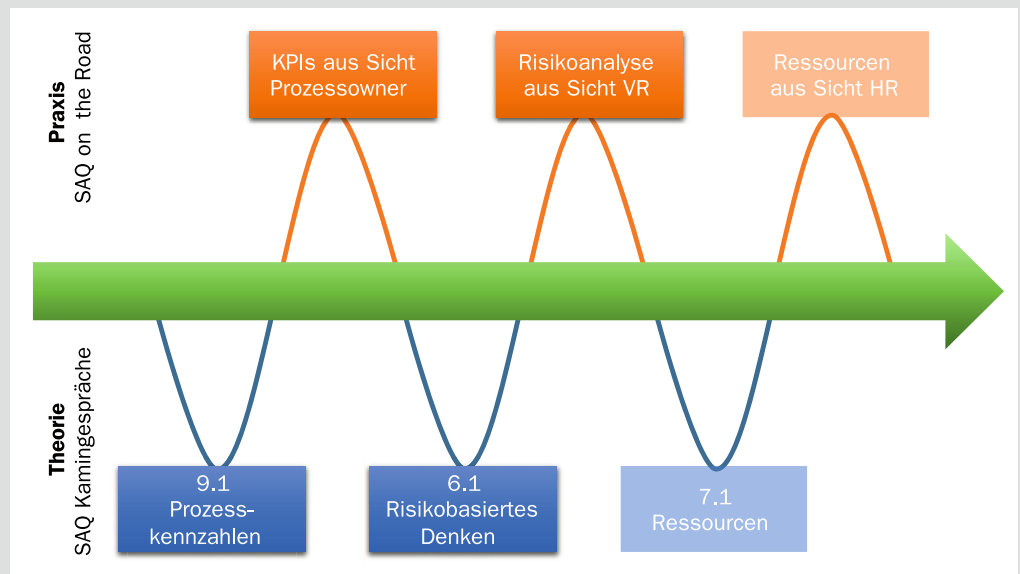 Praxis
SAQ on the Road
KPIs aus Sicht
Prozessowner
Risikoanalyse
aus Sicht VR
Ressourcen
aus Sicht HR
Theorie
SAQ Kamingespräche
9.1
Prozess-
kennzahlen
6.1
Risikobasiertes
Denken
7.1
Ressourcen